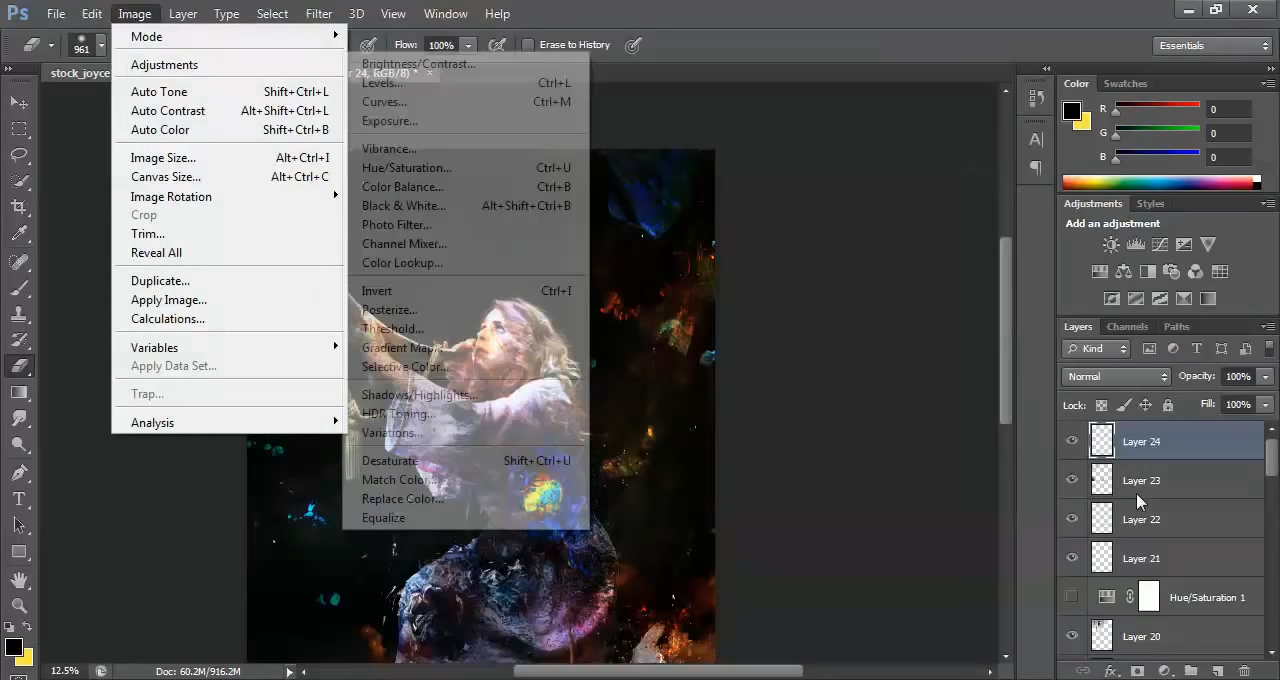 Ps File Edit Image Layer Type Select Filter 3D View Window Help
961 Flow: 100% Erase to History Essentials
stock_joyce r 24, RGB/8) * ×
Mode
Adjustments
Auto Tone Shift+Ctrl+L
Auto Contrast Alt+Shift+Ctrl+L
Auto Color Shift+Ctrl+B
Image Size... Alt+Ctrl+I
Canvas Size... Alt+Ctrl+C
Image Rotation
Crop
Trim...
Reveal All
Duplicate...
Apply Image...
Calculations...
Variables
Apply Data Set...
Trap...
Analysis
Brightness/Contrast...
Levels... Ctrl+L
Curves... Ctrl+M
Exposure...
Vibrance...
Hue/Saturation... Ctrl+U
Color Balance... Ctrl+B
Black & White... Alt+Shift+Ctrl+B
Photo Filter...
Channel Mixer...
Color Lookup...
Invert Ctrl+I
Posterize...
Threshold...
Gradient Map...
Selective Color...
Shadows/Highlights...
HDR Toning...
Variations...
Desaturate Shift+Ctrl+U
Match Color...
Replace Color...
Equalize
Color Swatches
R 0
G 0
B 0
Adjustments Styles
Add an adjustment
Layers Channels Paths
Kind
Normal Opacity: 100%
Lock: Fill: 100%
Layer 24
Layer 23
Layer 22
Layer 21
Hue/Saturation 1
Layer 20
12.5% Doc: 60.2M/916.2M